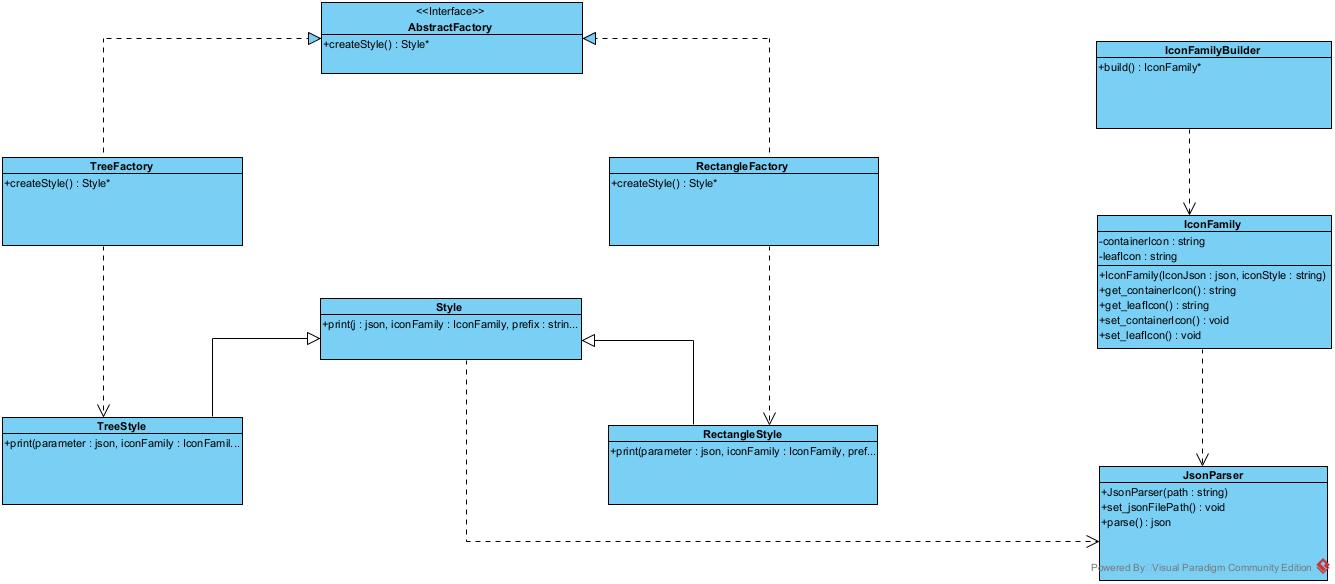 <<Interface>>
AbstractFactory
+createStyle() : Style*
IconFamilyBuilder
+build() : IconFamily*
TreeFactory
+createStyle() : Style*
RectangleFactory
+createStyle() : Style*
IconFamily
-containerIcon : string
-leafIcon : string
+IconFamily(IconJson : json, iconStyle : string)
+get_containerIcon() : string
+get_leafIcon() : string
+set_containerIcon() : void
+set_leafIcon() : void
Style
+print(j : json, iconFamily : IconFamily, prefix : strin...
TreeStyle
+print(parameter : json, iconFamily : IconFamil...
RectangleStyle
+print(parameter : json, iconFamily : IconFamily, pref...
JsonParser
+JsonParser(path : string)
+set_jsonFilePath() : void
+parse() : json
Powered By Visual Paradigm Community Edition